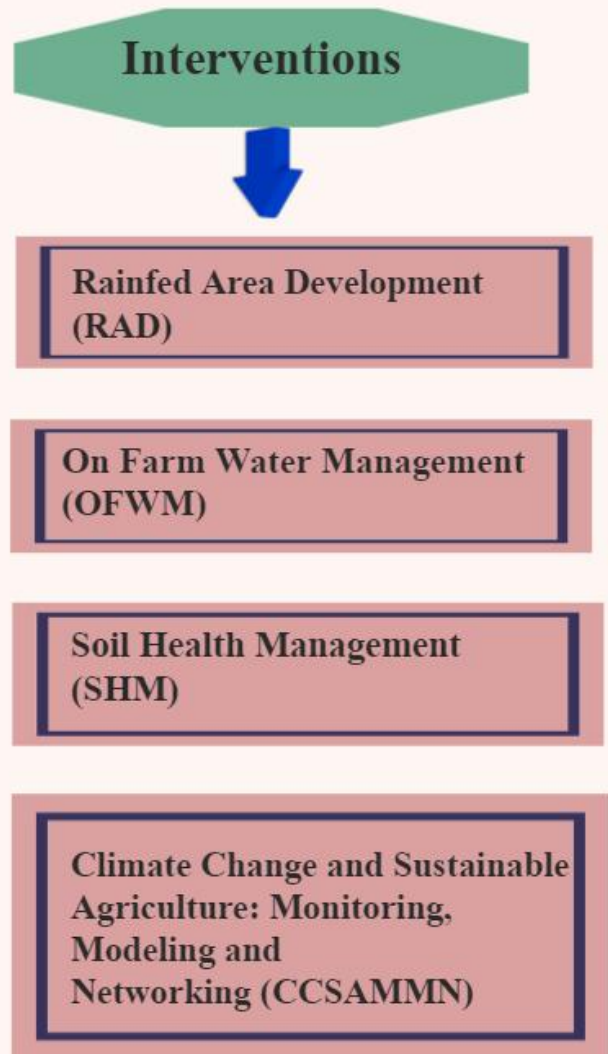 Interventions
Rainfed Area Development
(RAD)
On Farm Water Management
(OFWM)
Soil Health Management
(SHM)
Climate Change and Sustainable
Agriculture: Monitoring,
Modeling and
Networking (CCSAMMN)